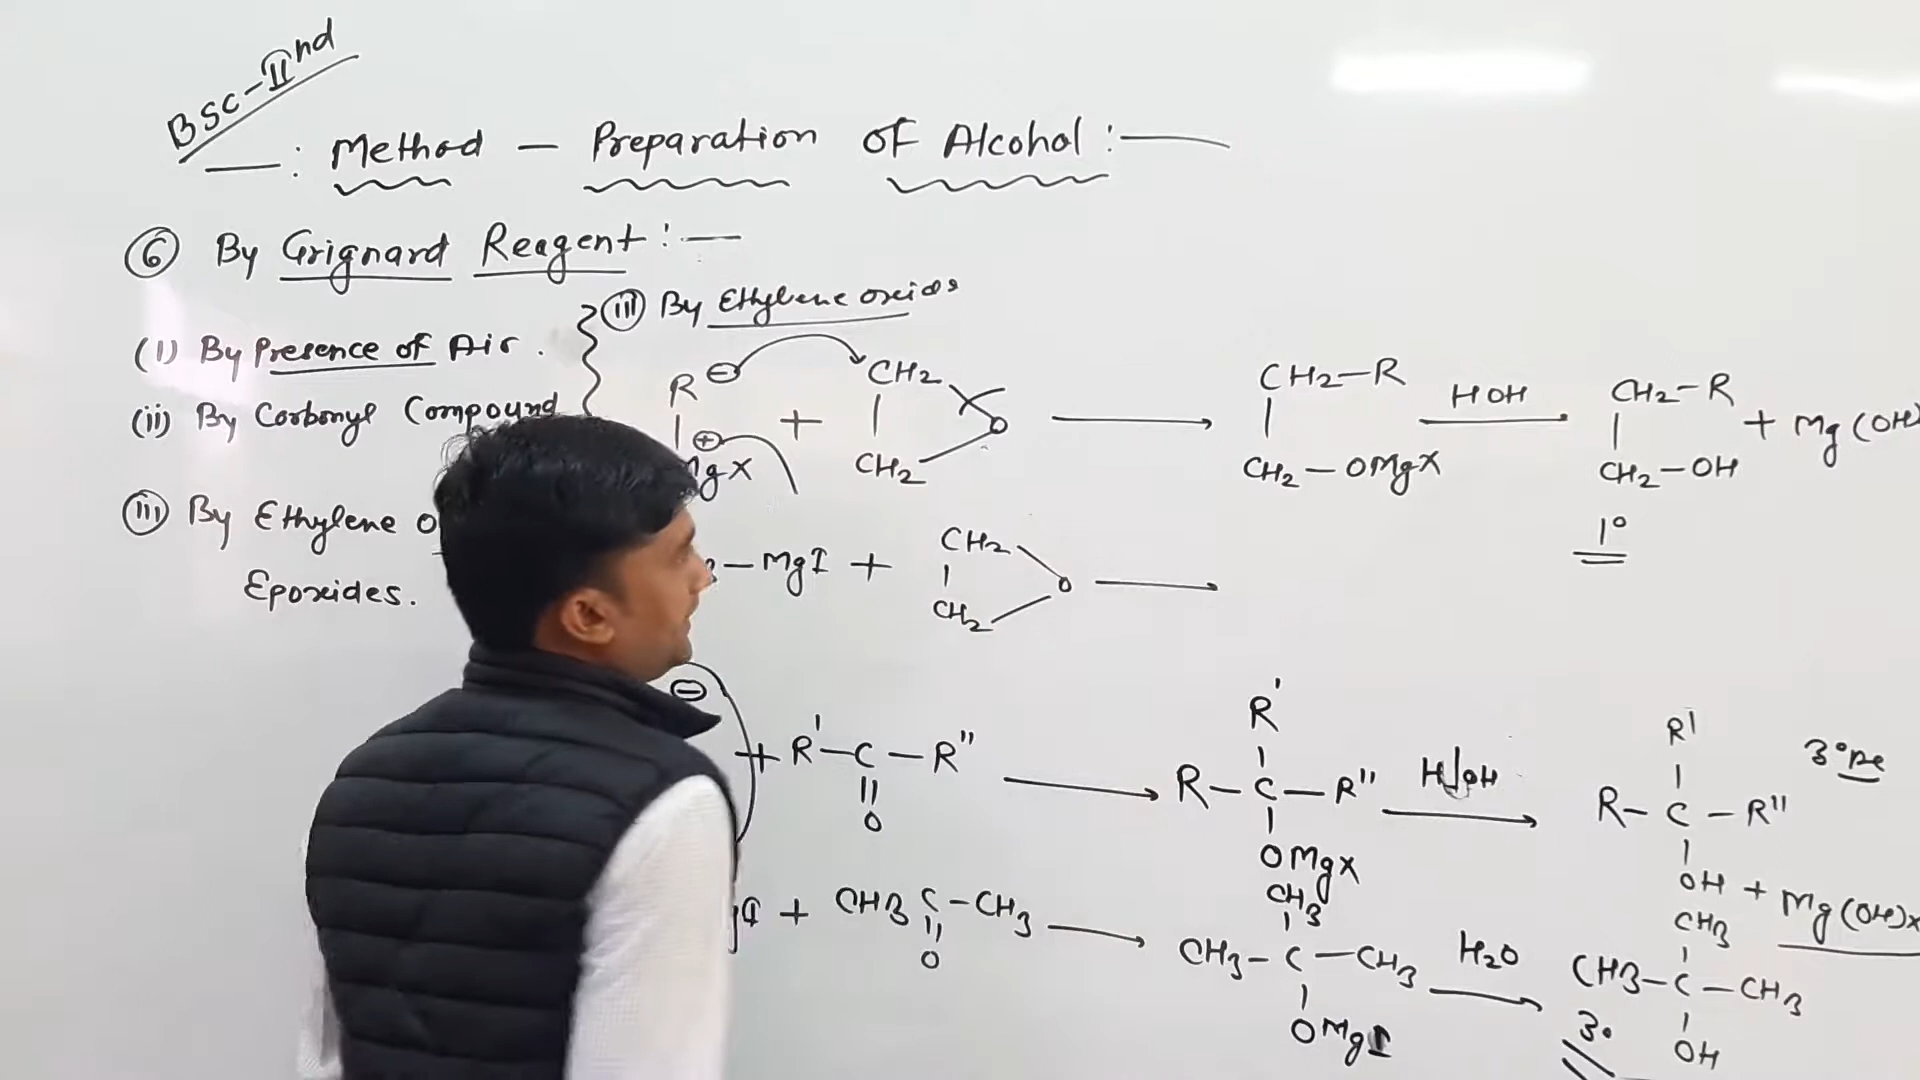 BSC-IInd
—: Method — Preparation of Alcohol:—
⑥ By Grignard Reagent:—
(i) By Presence of Air.
(ii) By Carbonyl Compound
(iii) By Ethylene
Epoxides.
(iii) By Ethylene oxide
R ⊖ CH2 CH2—R CH2—R
| ⊕ + | O ⟶ | HOH ⟶ | + Mg(OH)
MgX CH2 CH2—OMgX CH2—OH
1°
CH2
—MgI + | O ⟶
CH2
⊖ R' R' 3°
+ R'—C—R'' ⟶ R—C—R'' H|OH ⟶ R—C—R''
|| | |
O OMgX OH + Mg(OH)x
CH3 CH3
| |
+ CH3 C—CH3 ⟶ CH3—C—CH3 H2O ⟶ CH3—C—CH3
|| | |
O OMgI OH
3°